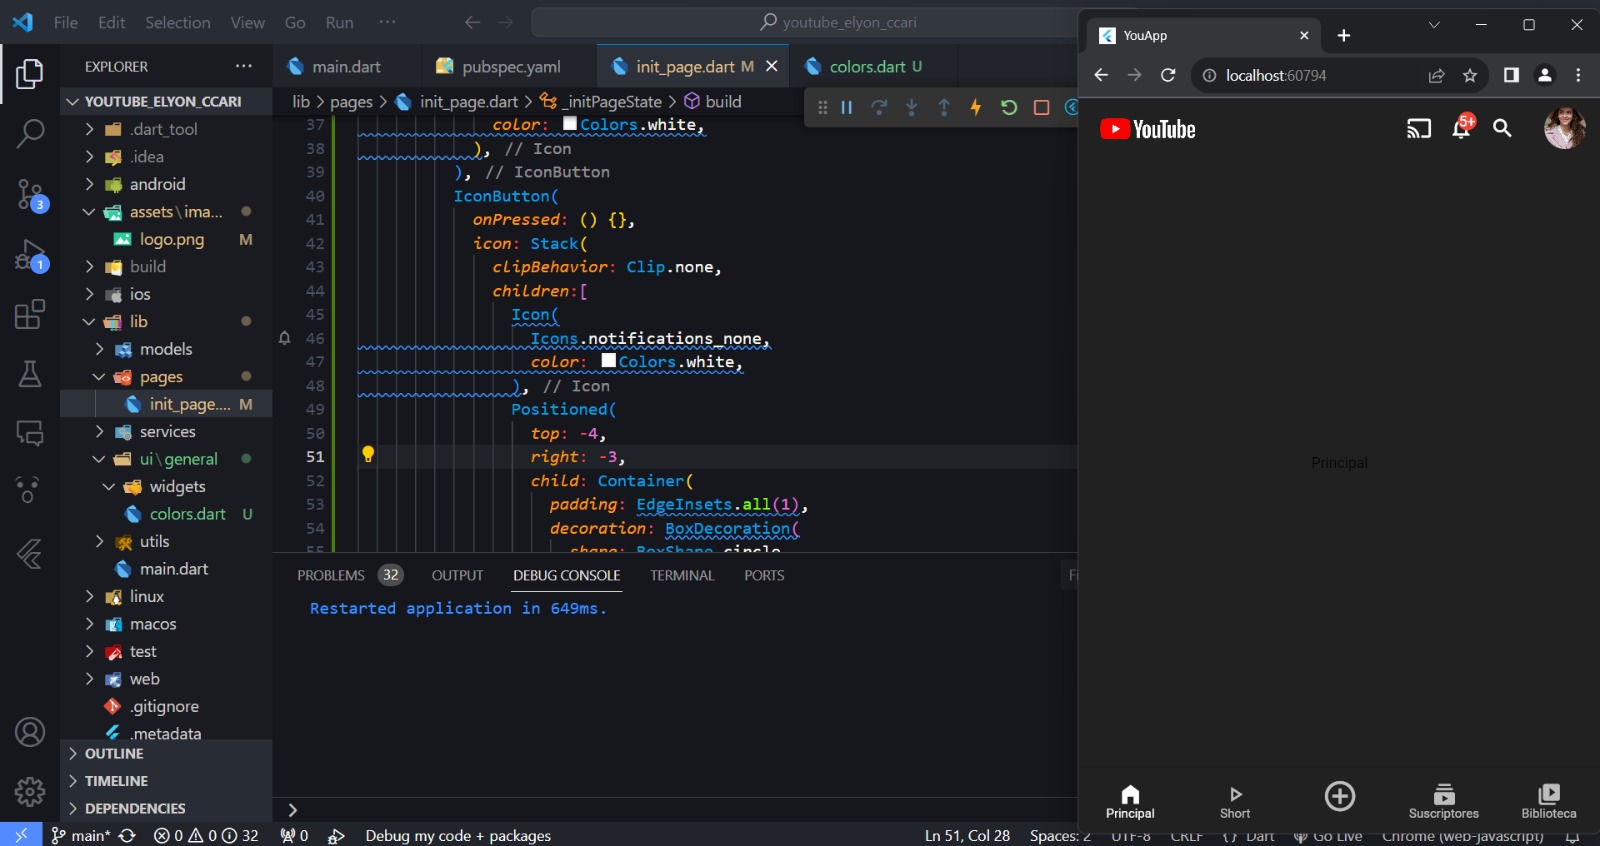 File Edit Selection View Go Run ···
youtube_elyon_ccari
EXPLORER ···
YOUTUBE_ELYON_CCARI
.dart_tool
.idea
android
assets\ima...
logo.png M
build
ios
lib
models
pages
init_page.... M
services
ui\general
widgets
colors.dart U
utils
main.dart
linux
macos
test
web
.gitignore
.metadata
OUTLINE
TIMELINE
DEPENDENCIES
3
1
main.dart pubspec.yaml init_page.dart M colors.dart U
lib > pages > init_page.dart > _initPageState > build
37 color: Colors.white,
38 ), // Icon
39 ), // IconButton
40 IconButton(
41 onPressed: () {},
42 icon: Stack(
43 clipBehavior: Clip.none,
44 children:[
45 Icon(
46 Icons.notifications_none,
47 color: Colors.white,
48 ), // Icon
49 Positioned(
50 top: -4,
51 right: -3,
52 child: Container(
53 padding: EdgeInsets.all(1),
54 decoration: BoxDecoration(
55 shape: BoxShape.circle,
PROBLEMS 32 OUTPUT DEBUG CONSOLE TERMINAL PORTS Fi
Restarted application in 649ms.
YouApp
localhost:60794
YouTube
5+
Principal
Principal Short Suscriptores Biblioteca
main* 0 0 32 0 Debug my code + packages Ln 51, Col 28 Spaces: 2 UTF-8 CRLF {} Dart Go Live Chrome (web-javascript)